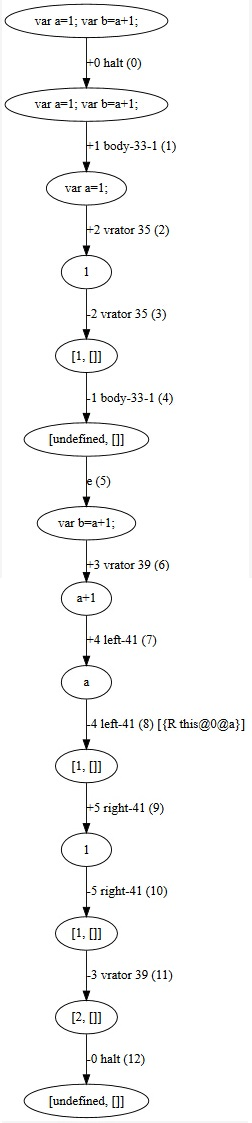 var a=1; var b=a+1;
+0 halt (0)
var a=1; var b=a+1;
+1 body-33-1 (1)
var a=1;
+2 vrator 35 (2)
1
-2 vrator 35 (3)
[1, []]
-1 body-33-1 (4)
[undefined, []]
e (5)
var b=a+1;
+3 vrator 39 (6)
a+1
+4 left-41 (7)
a
-4 left-41 (8) [{R this@0@a}]
[1, []]
+5 right-41 (9)
1
-5 right-41 (10)
[1, []]
-3 vrator 39 (11)
[2, []]
-0 halt (12)
[undefined, []]